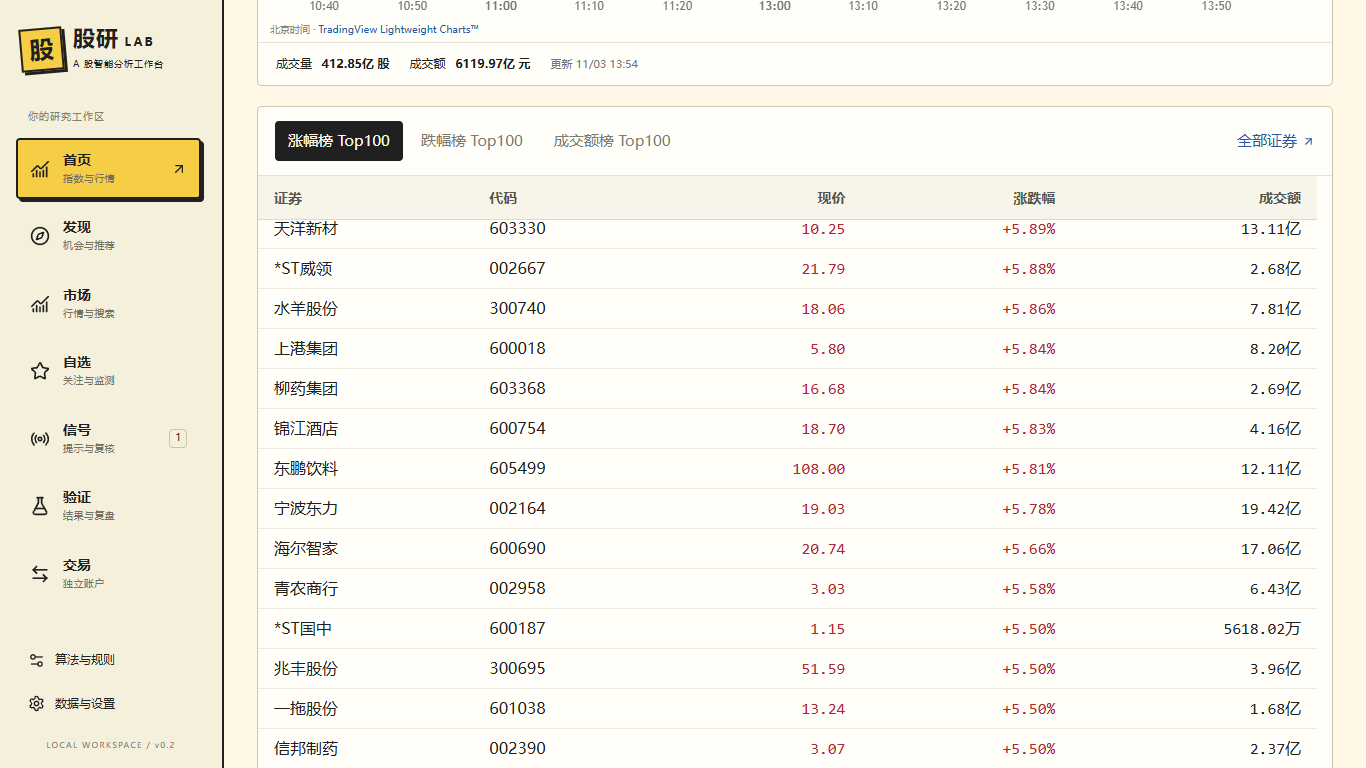 股 股研 LAB
A 股智能分析工作台
你的研究工作区
首页
指数与行情
发现
机会与推荐
市场
行情与搜索
自选
关注与监测
信号
提示与复核
1
验证
结果与复盘
交易
独立账户
算法与规则
数据与设置
LOCAL WORKSPACE / v0.2
10:40 10:50 11:00 11:10 11:20 13:00 13:10 13:20 13:30 13:40 13:50
北京时间 · TradingView Lightweight Charts™
成交量 412.85亿 股 成交额 6119.97亿 元 更新 11/03 13:54
涨幅榜 Top100 跌幅榜 Top100 成交额榜 Top100 全部证券
证券 代码 现价 涨跌幅 成交额
天洋新材 603330 10.25 +5.89% 13.11亿
*ST威领 002667 21.79 +5.88% 2.68亿
水羊股份 300740 18.06 +5.86% 7.81亿
上港集团 600018 5.80 +5.84% 8.20亿
柳药集团 603368 16.68 +5.84% 2.69亿
锦江酒店 600754 18.70 +5.83% 4.16亿
东鹏饮料 605499 108.00 +5.81% 12.11亿
宁波东力 002164 19.03 +5.78% 19.42亿
海尔智家 600690 20.74 +5.66% 17.06亿
青农商行 002958 3.03 +5.58% 6.43亿
*ST国中 600187 1.15 +5.50% 5618.02万
兆丰股份 300695 51.59 +5.50% 3.96亿
一拖股份 601038 13.24 +5.50% 1.68亿
信邦制药 002390 3.07 +5.50% 2.37亿